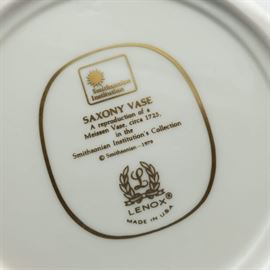 Smithsonian
Institution
SAXONY VASE
A reproduction of a
Meissen Vase, circa 1725,
in the
Smithsonian Institution's Collection
© Smithsonian - 1979
L
LENOX®
MADE IN USA